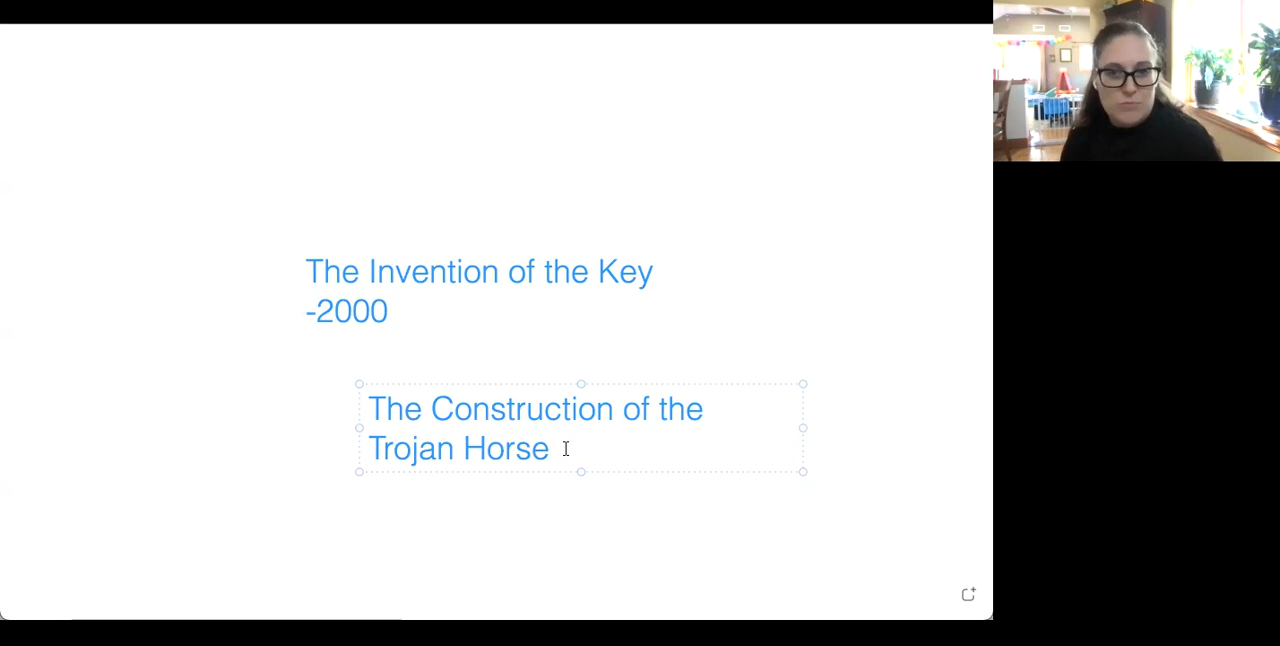 The Invention of the Key
-2000
The Construction of the
Trojan Horse